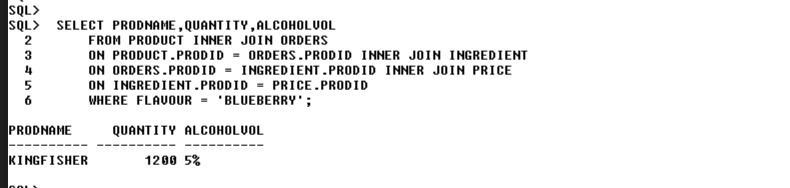 SQL>
SQL> SELECT PRODNAME,QUANTITY,ALCOHOLVOL
2 FROM PRODUCT INNER JOIN ORDERS
3 ON PRODUCT.PRODID = ORDERS.PRODID INNER JOIN INGREDIENT
4 ON ORDERS.PRODID = INGREDIENT.PRODID INNER JOIN PRICE
5 ON INGREDIENT.PRODID = PRICE.PRODID
6 WHERE FLAVOUR = 'BLUEBERRY';
PRODNAME QUANTITY ALCOHOLVOL
---------- ---------- ----------
KINGFISHER 1200 5%
SQL>